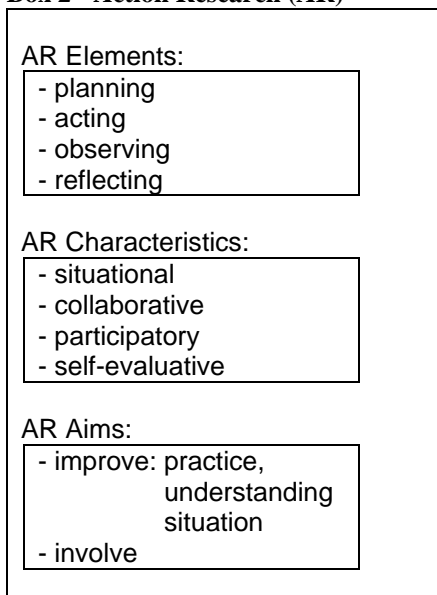 Box 2 - Action Research (AR)
AR Elements:
- planning
- acting
- observing
- reflecting
AR Characteristics:
- situational
- collaborative
- participatory
- self-evaluative
AR Aims:
- improve: practice,
understanding
situation
- involve